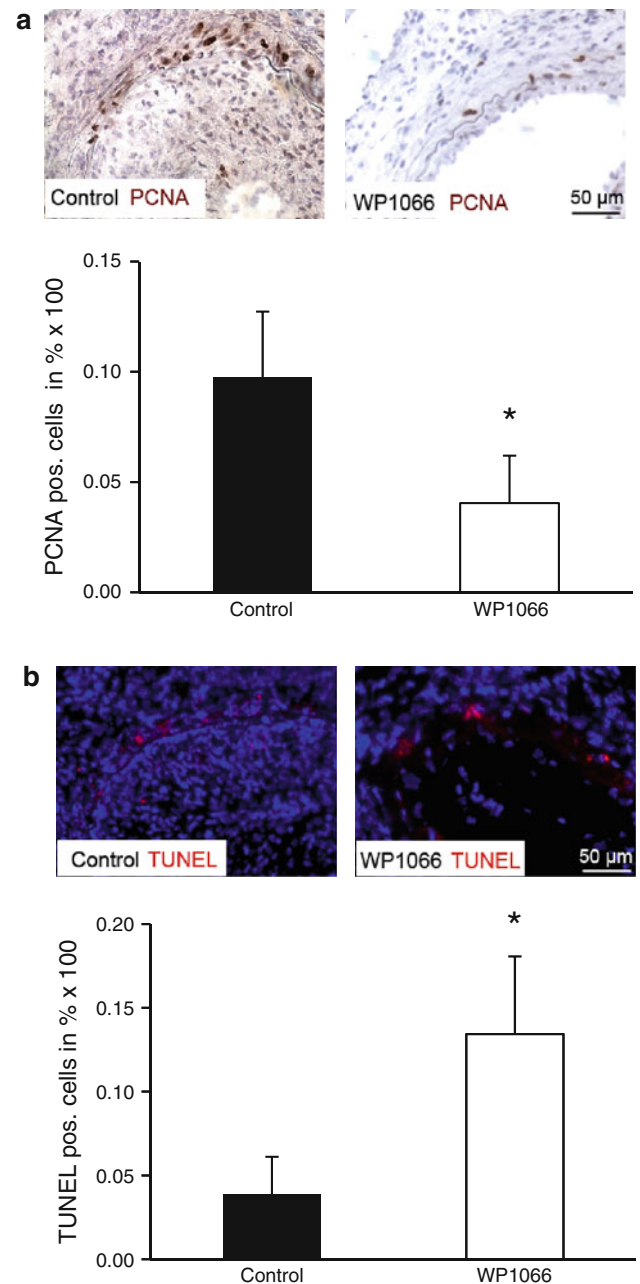 a
Control PCNA
WP1066 PCNA
50 µm
PCNA pos. cells in % x 100
0.15
0.10
0.05
0.00
*
Control
WP1066
b
Control TUNEL
WP1066 TUNEL
50 µm
TUNEL pos. cells in % x 100
0.20
0.15
0.10
0.05
0.00
*
Control
WP1066